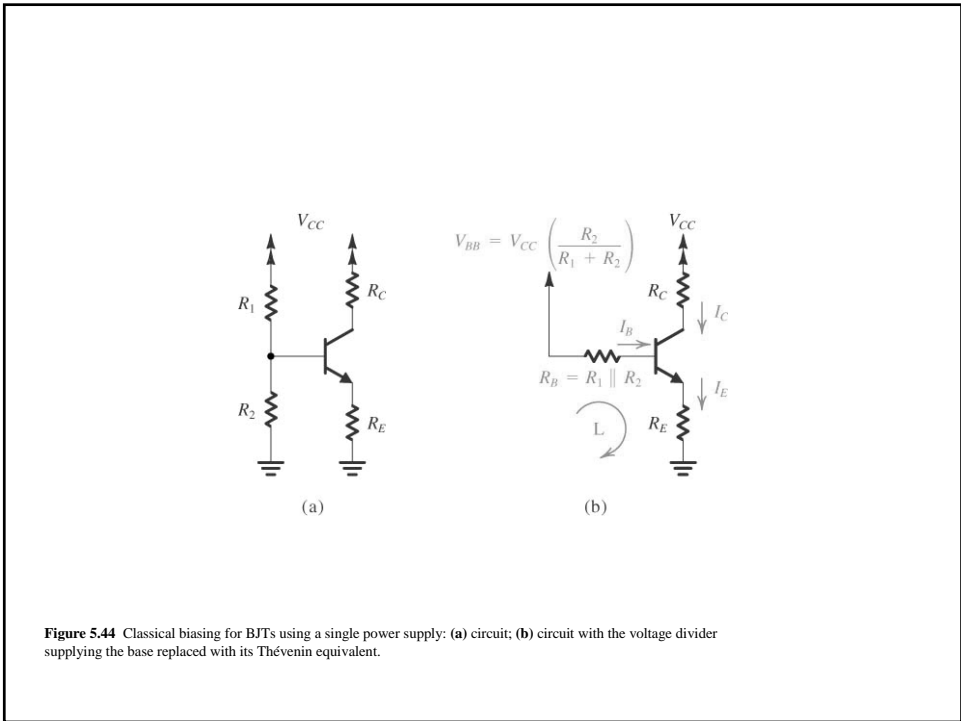 V_CC
R_1
R_C
R_2
R_E
(a)
V_BB = V_CC (R_2 / (R_1 + R_2))
V_CC
R_C
I_C
I_B
R_B = R_1 || R_2
I_E
L
R_E
(b)
Figure 5.44 Classical biasing for BJTs using a single power supply: (a) circuit; (b) circuit with the voltage divider
supplying the base replaced with its Thévenin equivalent.